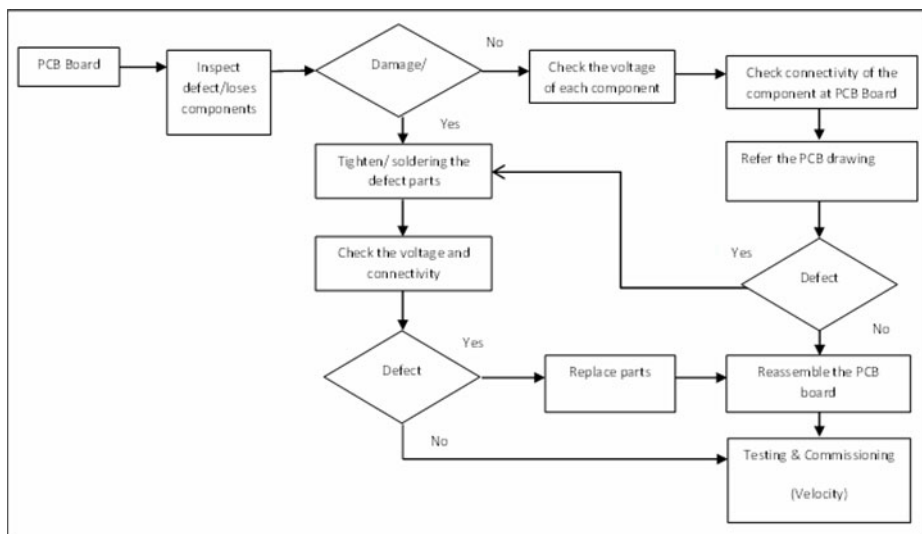 PCB Board
Inspect
defect/loses
components
Damage/
No
Check the voltage
of each component
Check connectivity of the
component at PCB Board
Yes
Tighten/ soldering the
defect parts
Refer the PCB drawing
Check the voltage and
connectivity
Yes
Defect
No
Defect
Yes
Replace parts
Reassemble the PCB
board
No
Testing & Commissioning
(Velocity)